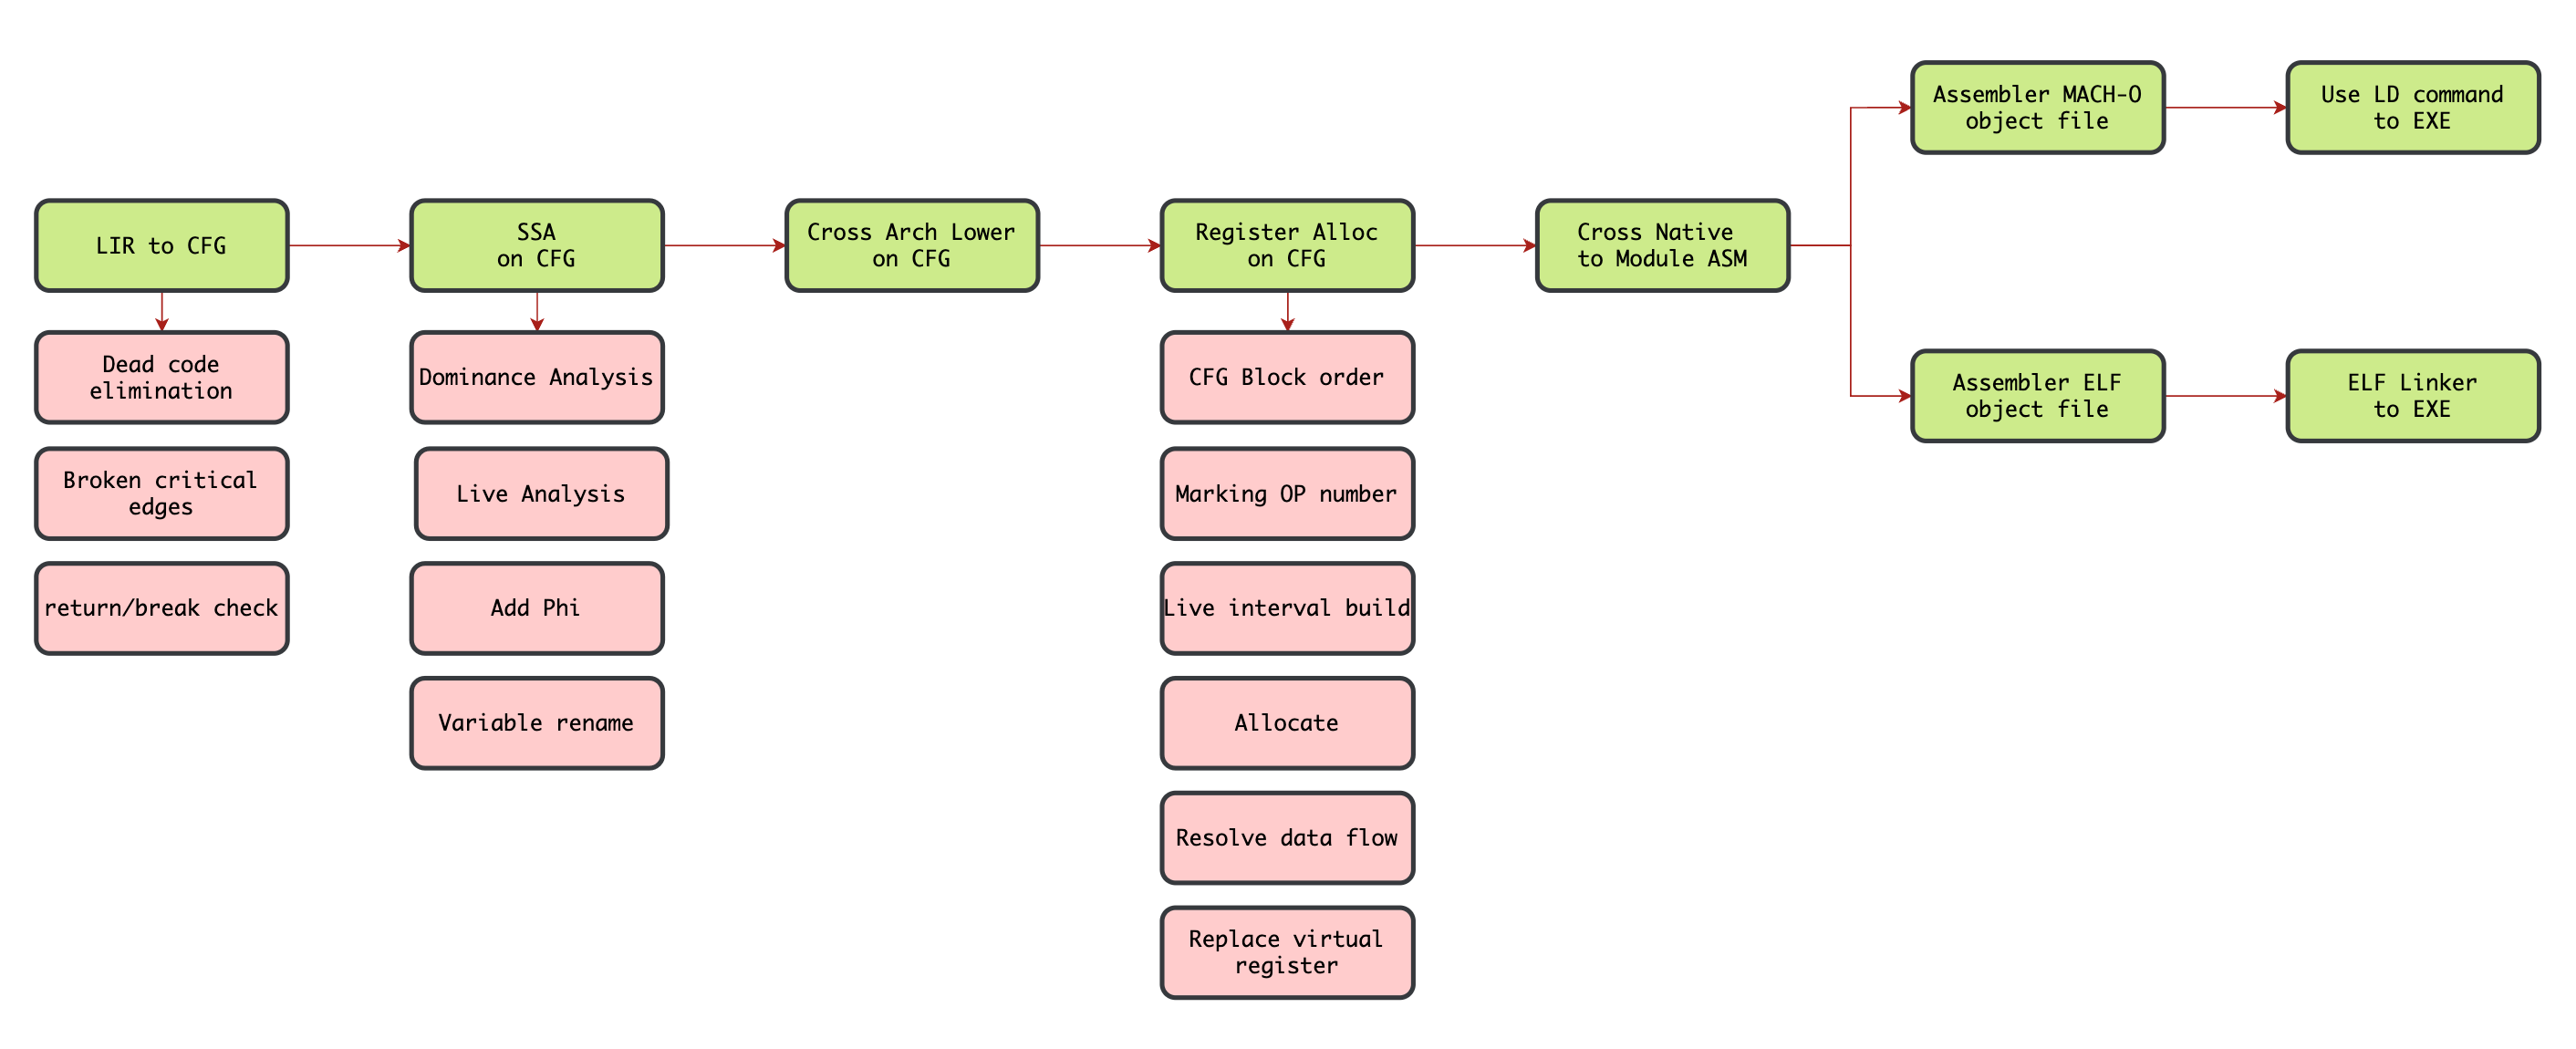 LIR to CFG
Dead code
elimination
Broken critical
edges
return/break check
SSA
on CFG
Dominance Analysis
Live Analysis
Add Phi
Variable rename
Cross Arch Lower
on CFG
Register Alloc
on CFG
CFG Block order
Marking OP number
Live interval build
Allocate
Resolve data flow
Replace virtual
register
Cross Native
to Module ASM
Assembler MACH-O
object file
Use LD command
to EXE
Assembler ELF
object file
ELF Linker
to EXE